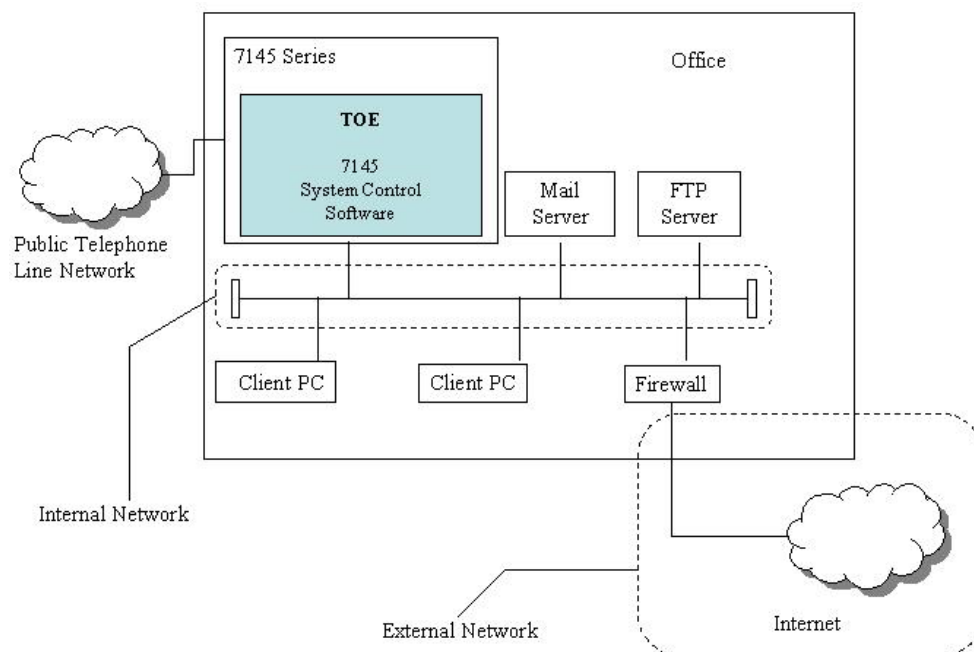 7145 Series
Office
TOE
7145
System Control
Software
Mail
Server
FTP
Server
Public Telephone
Line Network
Client PC
Client PC
Firewall
Internal Network
External Network
Internet